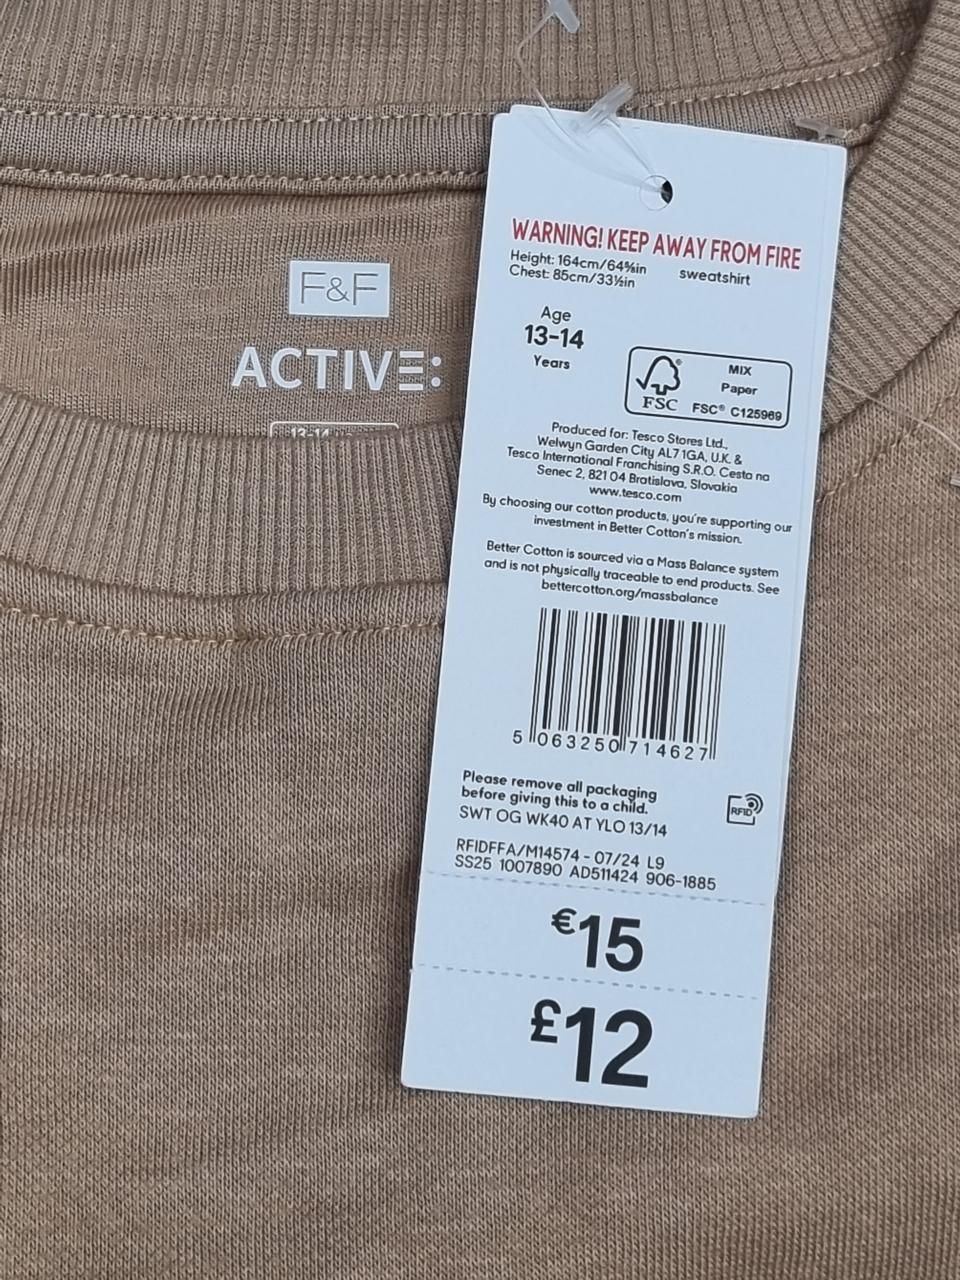 F&F
ACTIVE:
13-14
WARNING! KEEP AWAY FROM FIRE
Height: 164cm/64⅝in sweatshirt
Chest: 85cm/33½in
Age
13-14
Years
FSC®
MIX
Paper
FSC® C125969
Produced for: Tesco Stores Ltd.,
Welwyn Garden City AL7 1GA, U.K. &
Tesco International Franchising S.R.O. Cesta na
Senec 2, 821 04 Bratislava, Slovakia
www.tesco.com
By choosing our cotton products, you're supporting our
investment in Better Cotton's mission.
Better Cotton is sourced via a Mass Balance system
and is not physically traceable to end products. See
bettercotton.org/massbalance
5 063250 714627
Please remove all packaging
before giving this to a child.
SWT OG WK40 AT YLO 13/14
RFID
RFIDFFA/M14574 - 07/24 L9
SS25 1007890 AD511424 906-1885
€15
£12